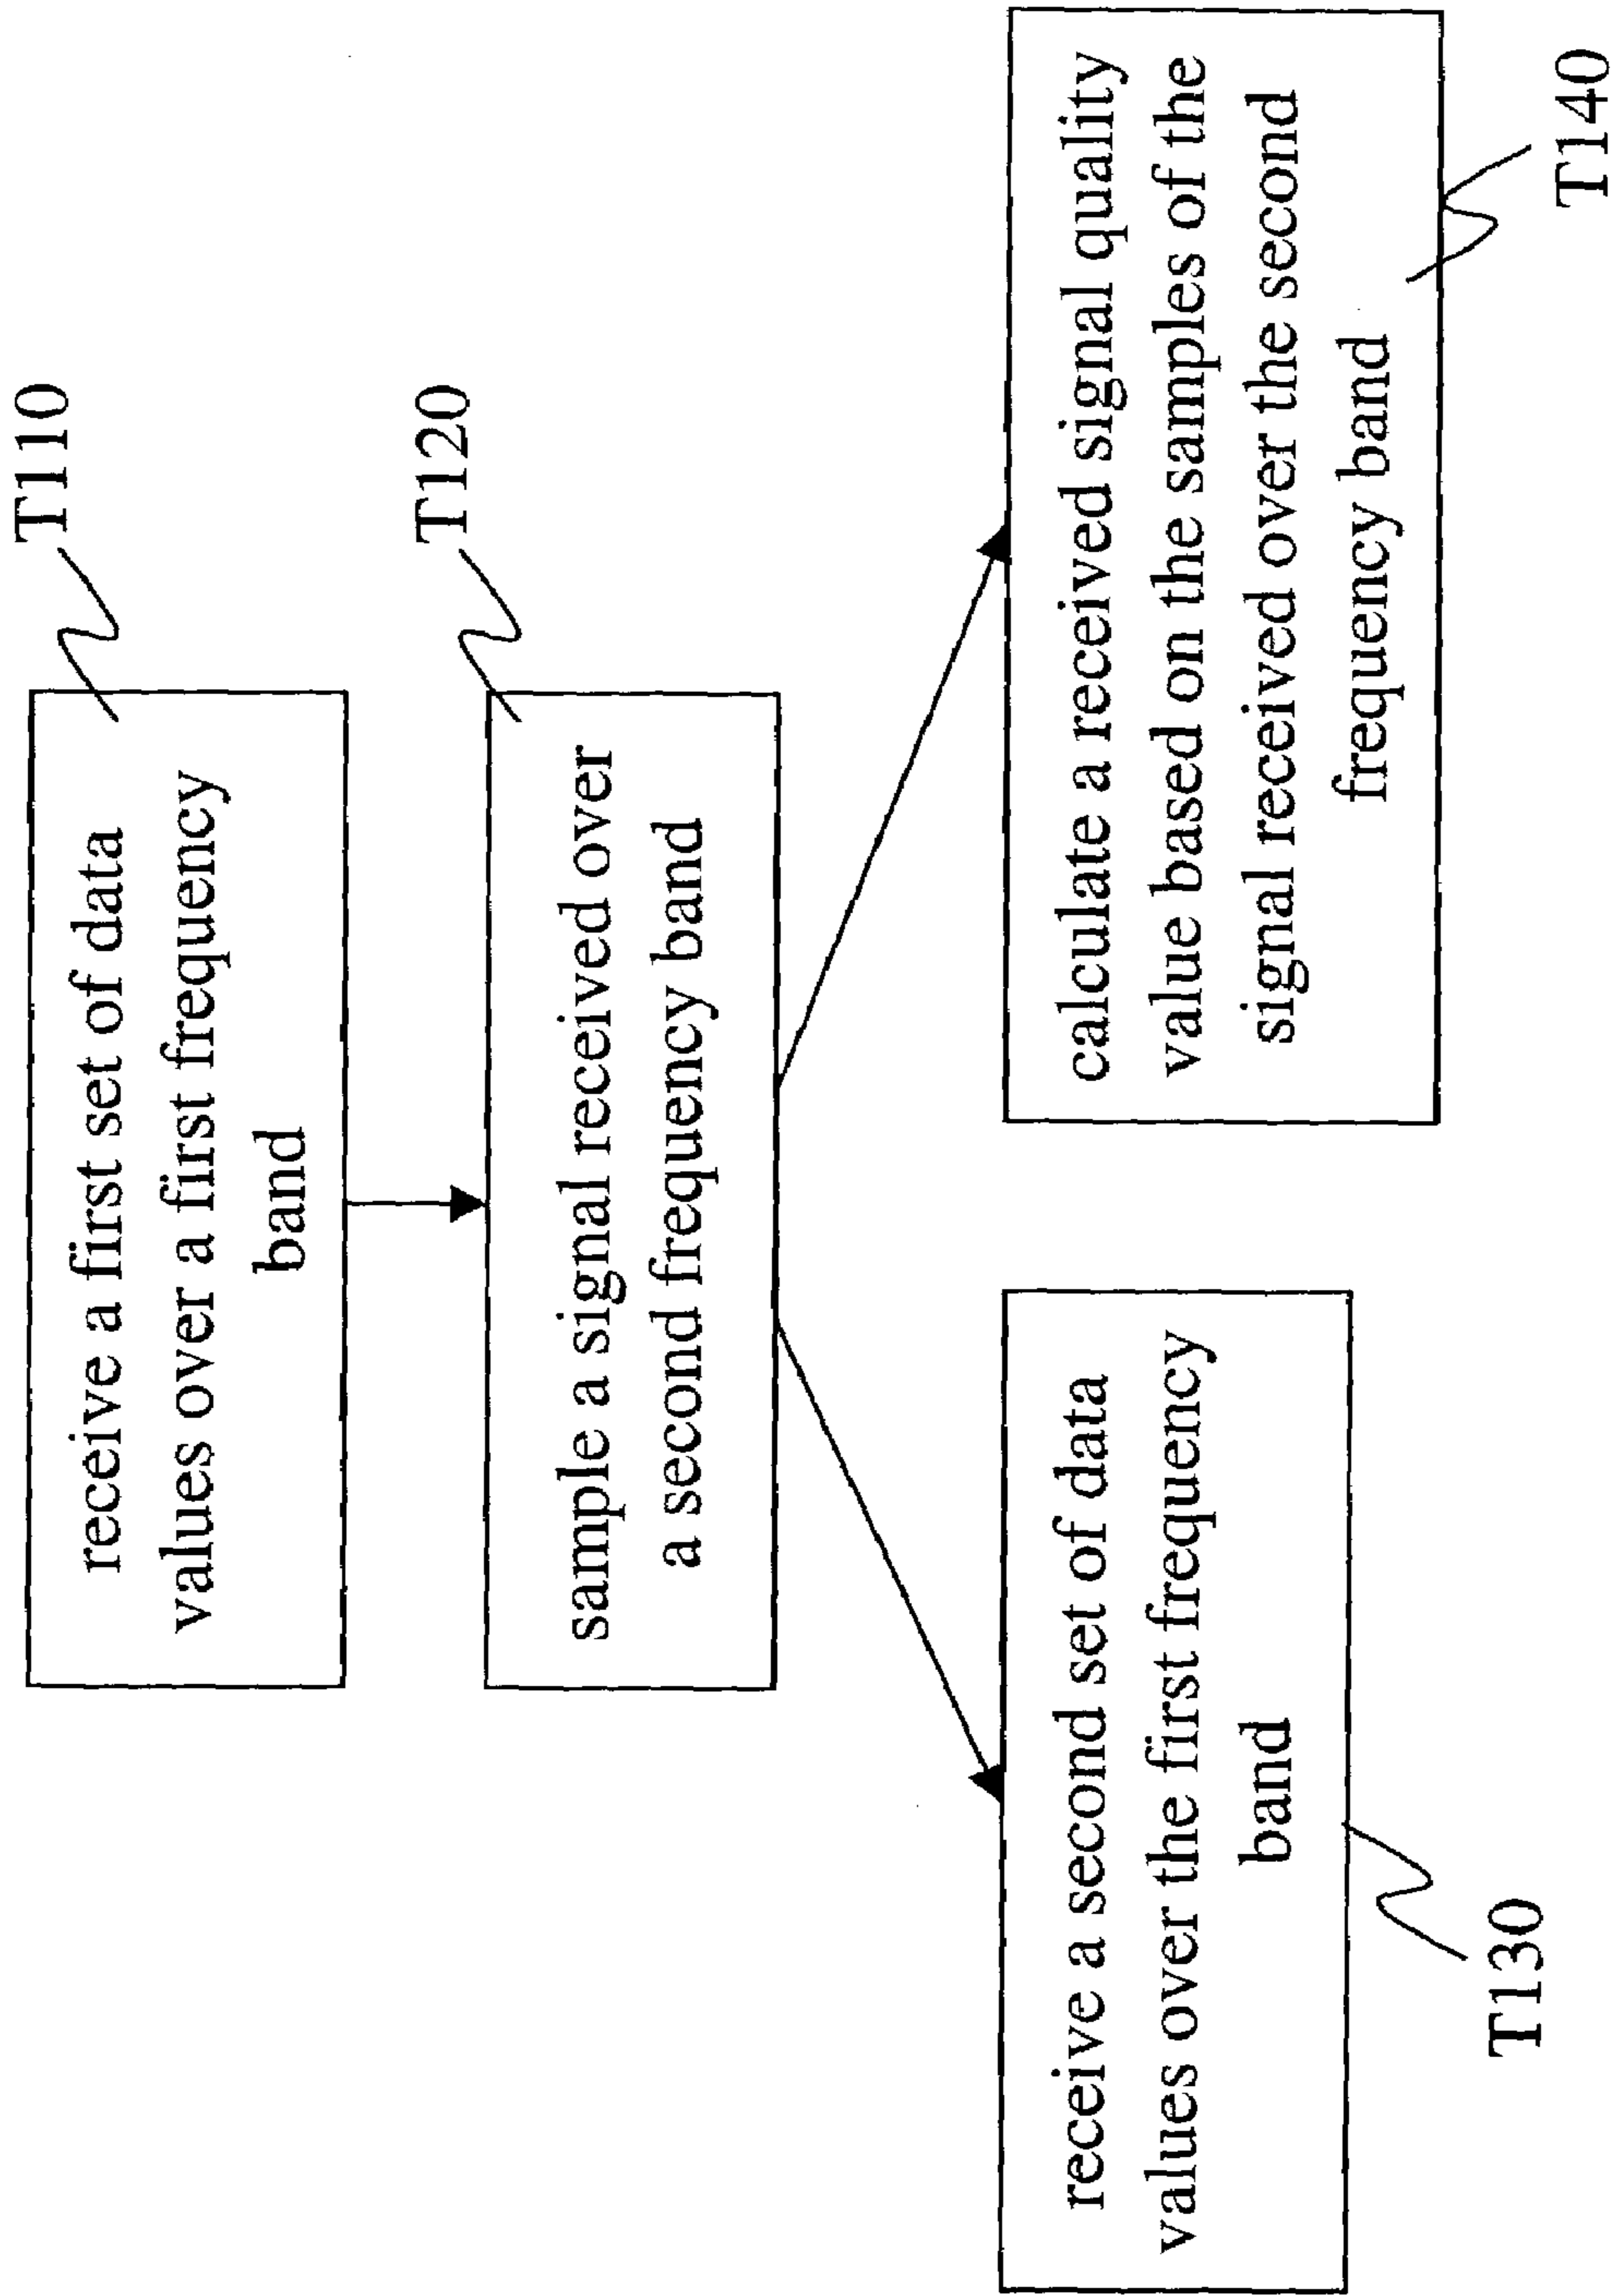 T110
receive a first set of data
values over a first frequency
band
T120
sample a signal received over
a second frequency band
receive a second set of data
values over the first frequency
band
T130
calculate a received signal quality
value based on the samples of the
signal received over the second
frequency band
T140